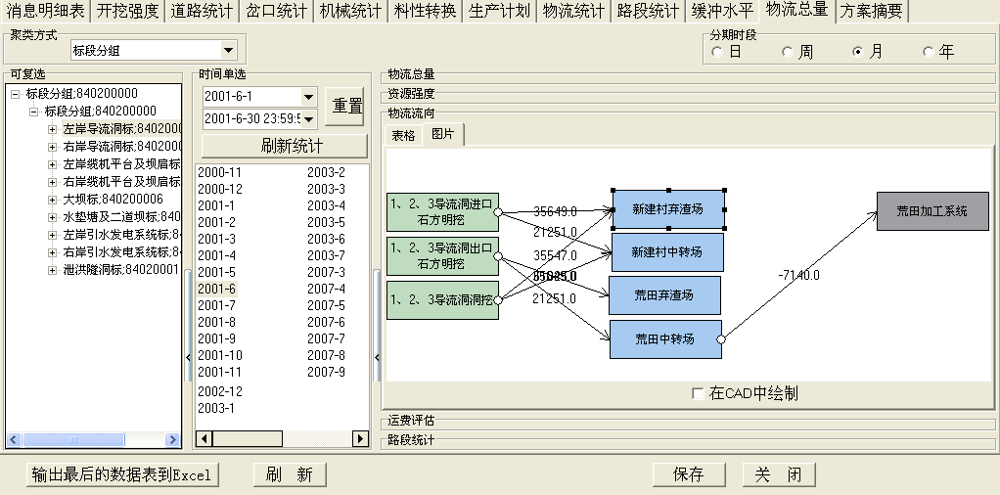 消息明细表 开挖强度 道路统计 岔口统计 机械统计 料性转换 生产计划 物流统计 路段统计 缓冲水平 物流总量 方案摘要
聚类方式
标段分组
分期时段
日 周 月 年
可复选
标段分组;840200000
标段分组;840200000
左岸导流洞标;8402000
右岸导流洞标;8402000
左岸缆机平台及坝肩标
右岸缆机平台及坝肩标
大坝标;840200006
水垫塘及二道坝标;840
左岸引水发电系统标;8
右岸引水发电系统标;8
泄洪隧洞标;84020001
时间单选
2001-6-1
2001-6-30 23:59:5
重置
刷新统计
2000-11 2003-2
2000-12 2003-3
2001-1 2003-4
2001-2 2003-5
2001-3 2003-6
2001-4 2003-7
2001-5 2007-3
2001-6 2007-4
2001-7 2007-5
2001-8 2007-6
2001-9 2007-7
2001-10 2007-8
2001-11 2007-9
2002-12
2003-1
物流总量
资源强度
物流流向
表格 图片
1、2、3导流洞进口
石方明挖
1、2、3导流洞出口
石方明挖
1、2、3导流洞洞挖
35649.0
21251.0
35547.0
21251.0
新建村弃渣场
新建村中转场
荒田弃渣场
荒田中转场
-7140.0
荒田加工系统
在CAD中绘制
运费评估
路段统计
输出最后的数据表到Excel 刷 新 保存 关 闭